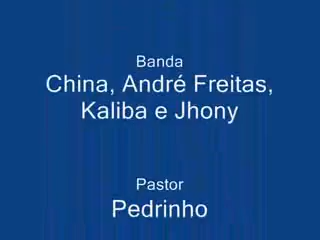 Banda
China, André Freitas,
Kaliba e Jhony
Pastor
Pedrinho